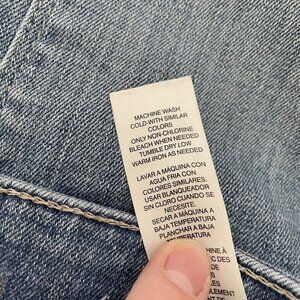 MACHINE WASH
COLD-WITH SIMILAR
COLORS
ONLY NON-CHLORINE
BLEACH WHEN NEEDED
TUMBLE DRY LOW
WARM IRON AS NEEDED
LAVAR A MÁQUINA CON
AGUA FRIA CON
COLORES SIMILARES.
USAR BLANQUEADOR
SIN CLORO CUANDO SE
NECESITE.
SECAR A MÁQUINA A
BAJA TEMPERATURA
PLANCHAR A BAJA